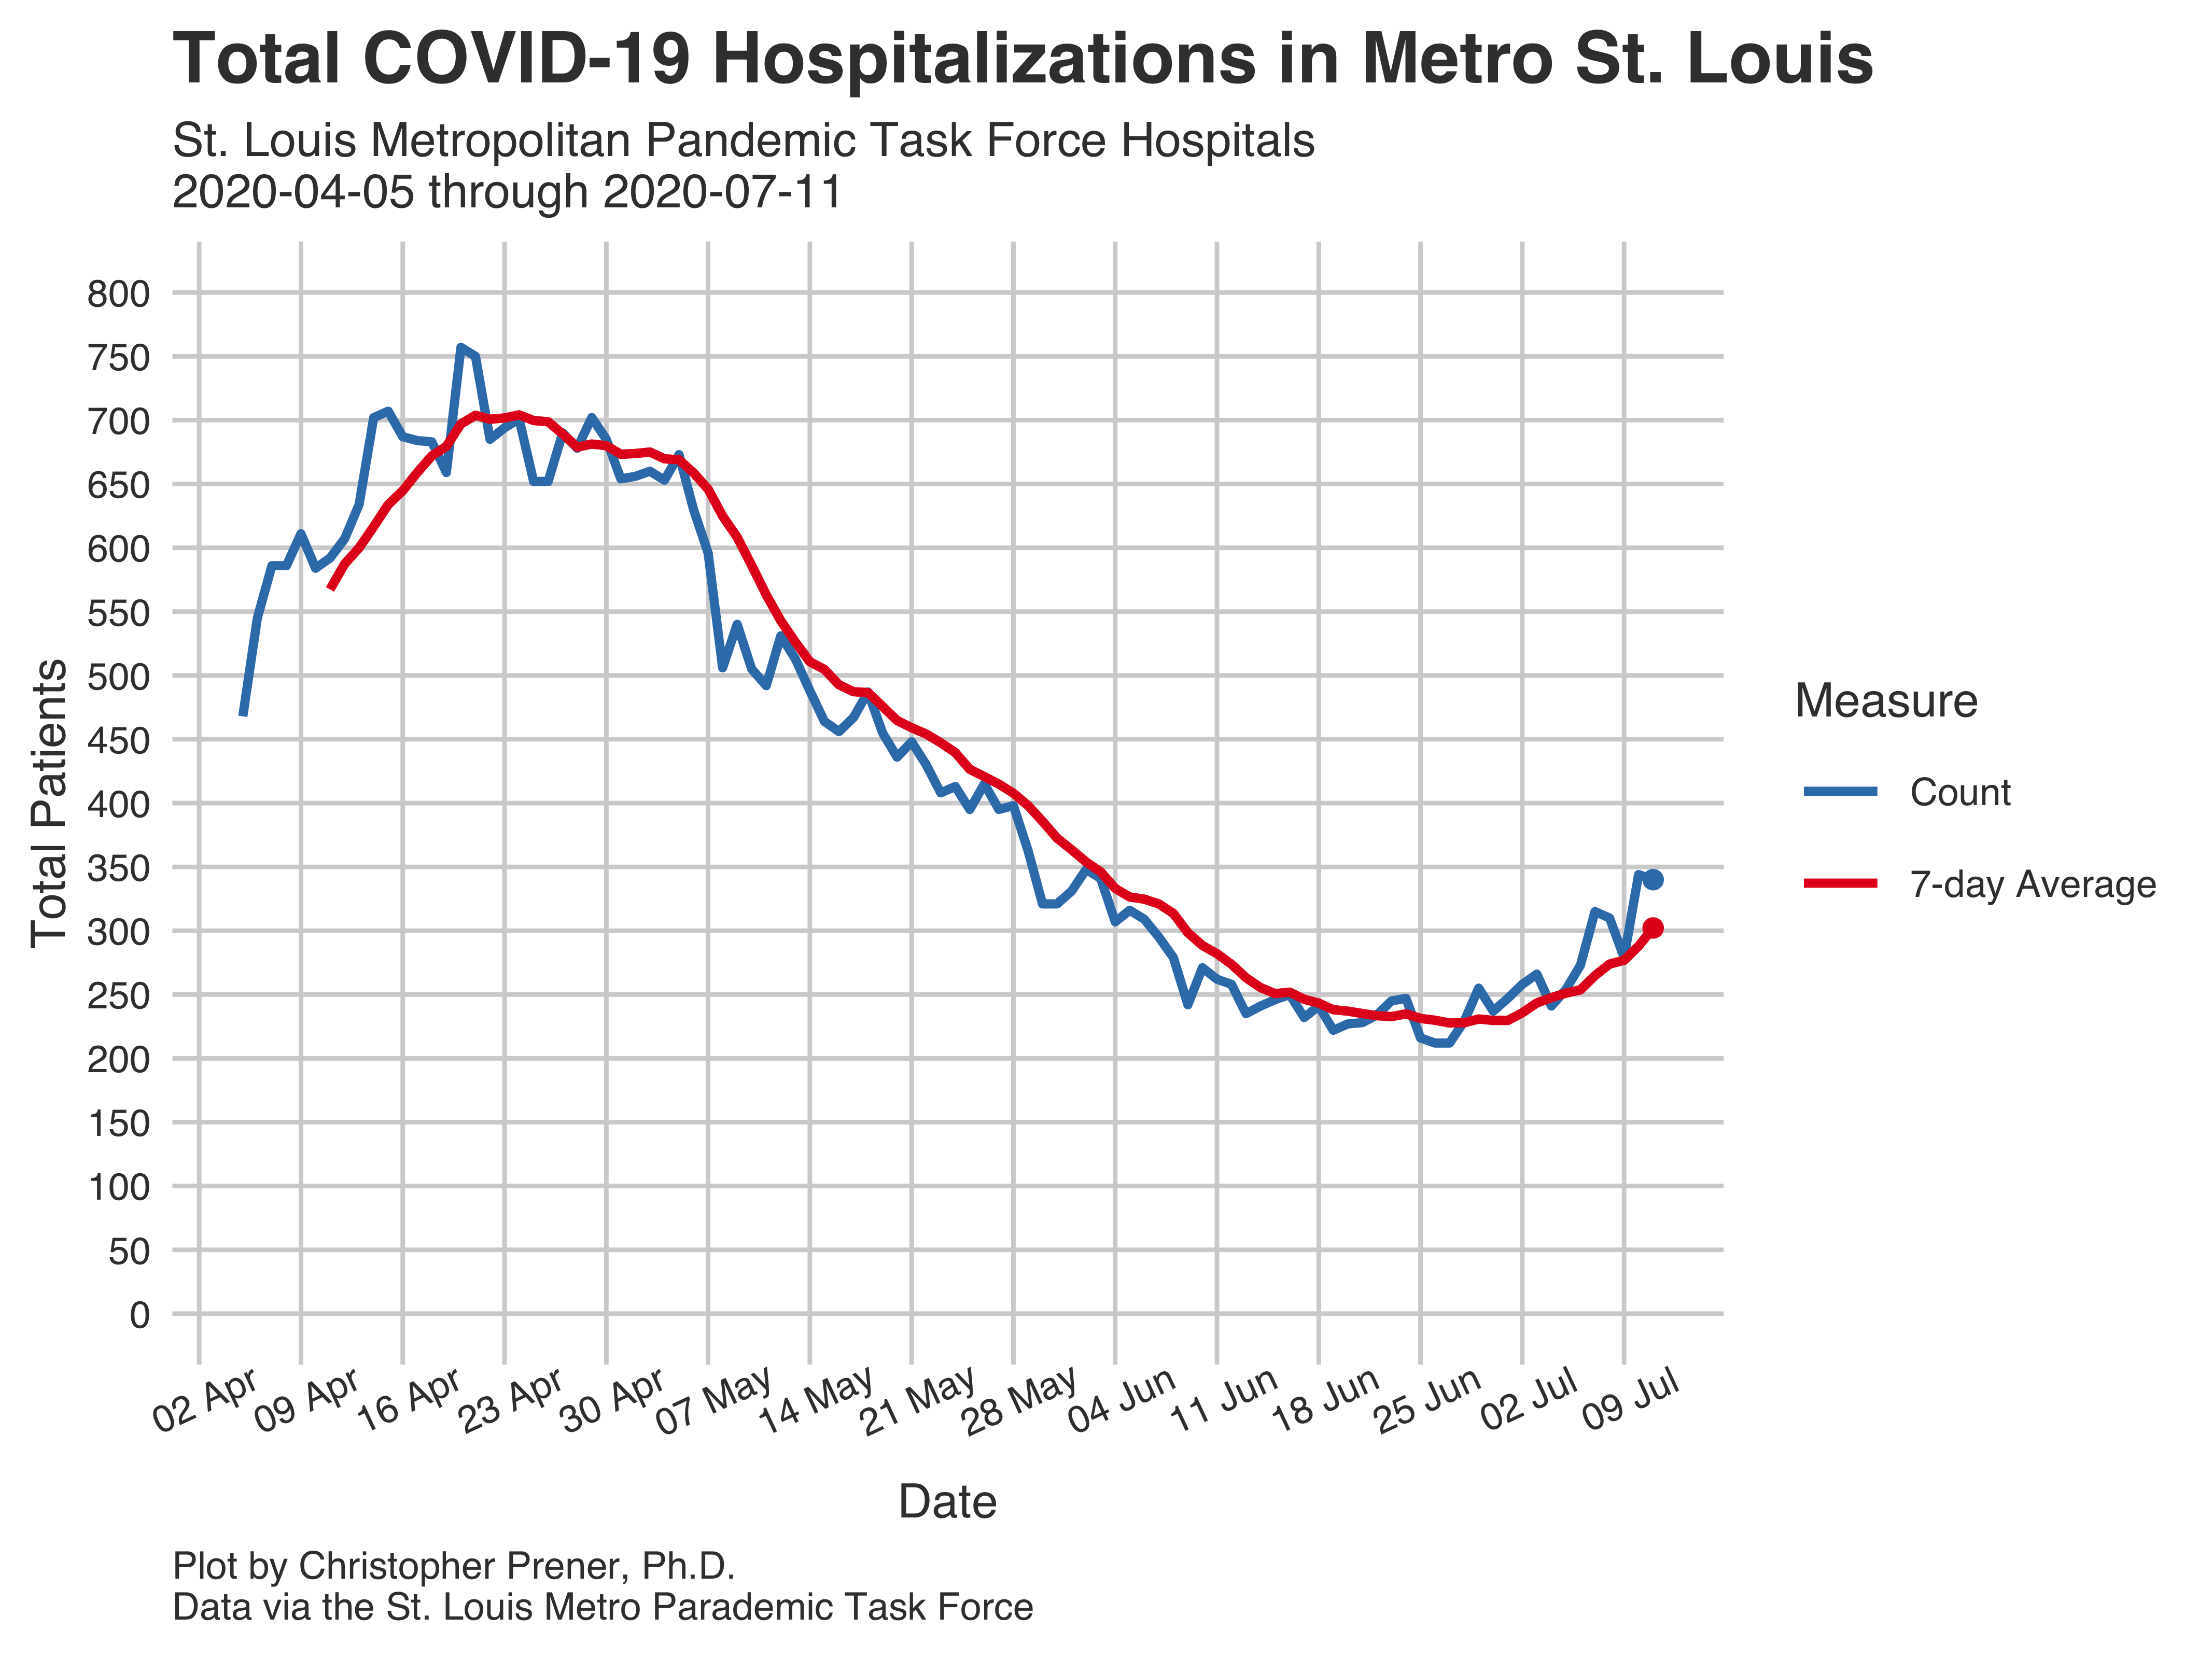 Total COVID-19 Hospitalizations in Metro St. Louis
St. Louis Metropolitan Pandemic Task Force Hospitals
2020-04-05 through 2020-07-11
800
750
700
650
600
550
500
450
400
350
300
250
200
150
100
50
0
Total Patients
02 Apr
09 Apr
16 Apr
23 Apr
30 Apr
07 May
14 May
21 May
28 May
04 Jun
11 Jun
18 Jun
25 Jun
02 Jul
09 Jul
Date
Measure
Count
7-day Average
Plot by Christopher Prener, Ph.D.
Data via the St. Louis Metro Parademic Task Force